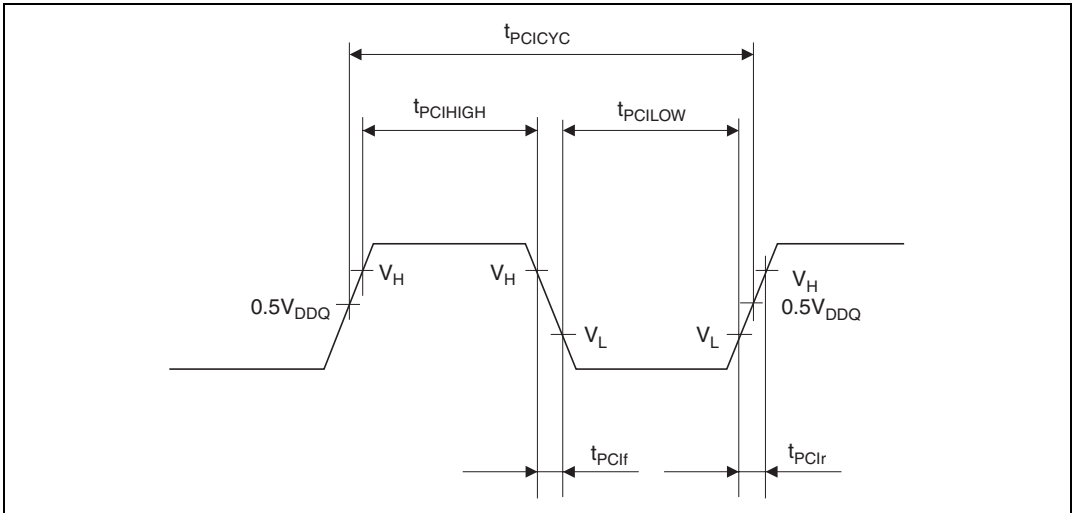 tPCICYC
tPCIHIGH
tPCILOW
VH
VH
VH
0.5VDDQ
0.5VDDQ
VL
VL
tPCIf
tPCIr